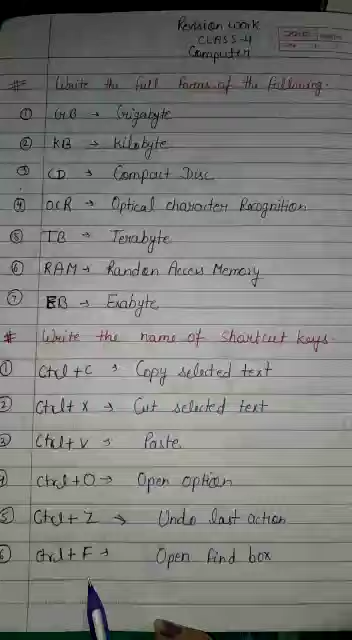 Revision work
CLASS-4
Computer
# Write the full forms of the following.
① GB → Gigabyte
② KB → Kilobyte
③ CD → Compact Disc
④ OCR → Optical character Recognition
⑤ TB → Terabyte
⑥ RAM → Randon Access Memory
⑦ EB → Exabyte
# Write the name of shortcut keys.
① Ctrl + C → Copy selected text
② Ctrl + X → Cut selected text
③ Ctrl + V → Paste
④ Ctrl + O → Open option
⑤ Ctrl + Z → Undo last action
⑥ Ctrl + F → Open find box